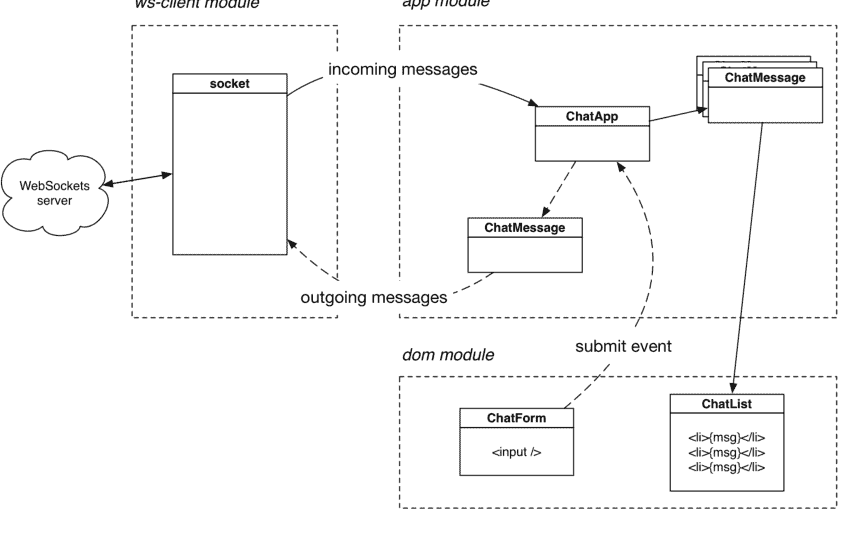 ws-client module
app module
socket
incoming messages
ChatMessage
ChatApp
WebSockets
server
ChatMessage
outgoing messages
submit event
dom module
ChatForm
<input />
ChatList
<li>{msg}</li>
<li>{msg}</li>
<li>{msg}</li>